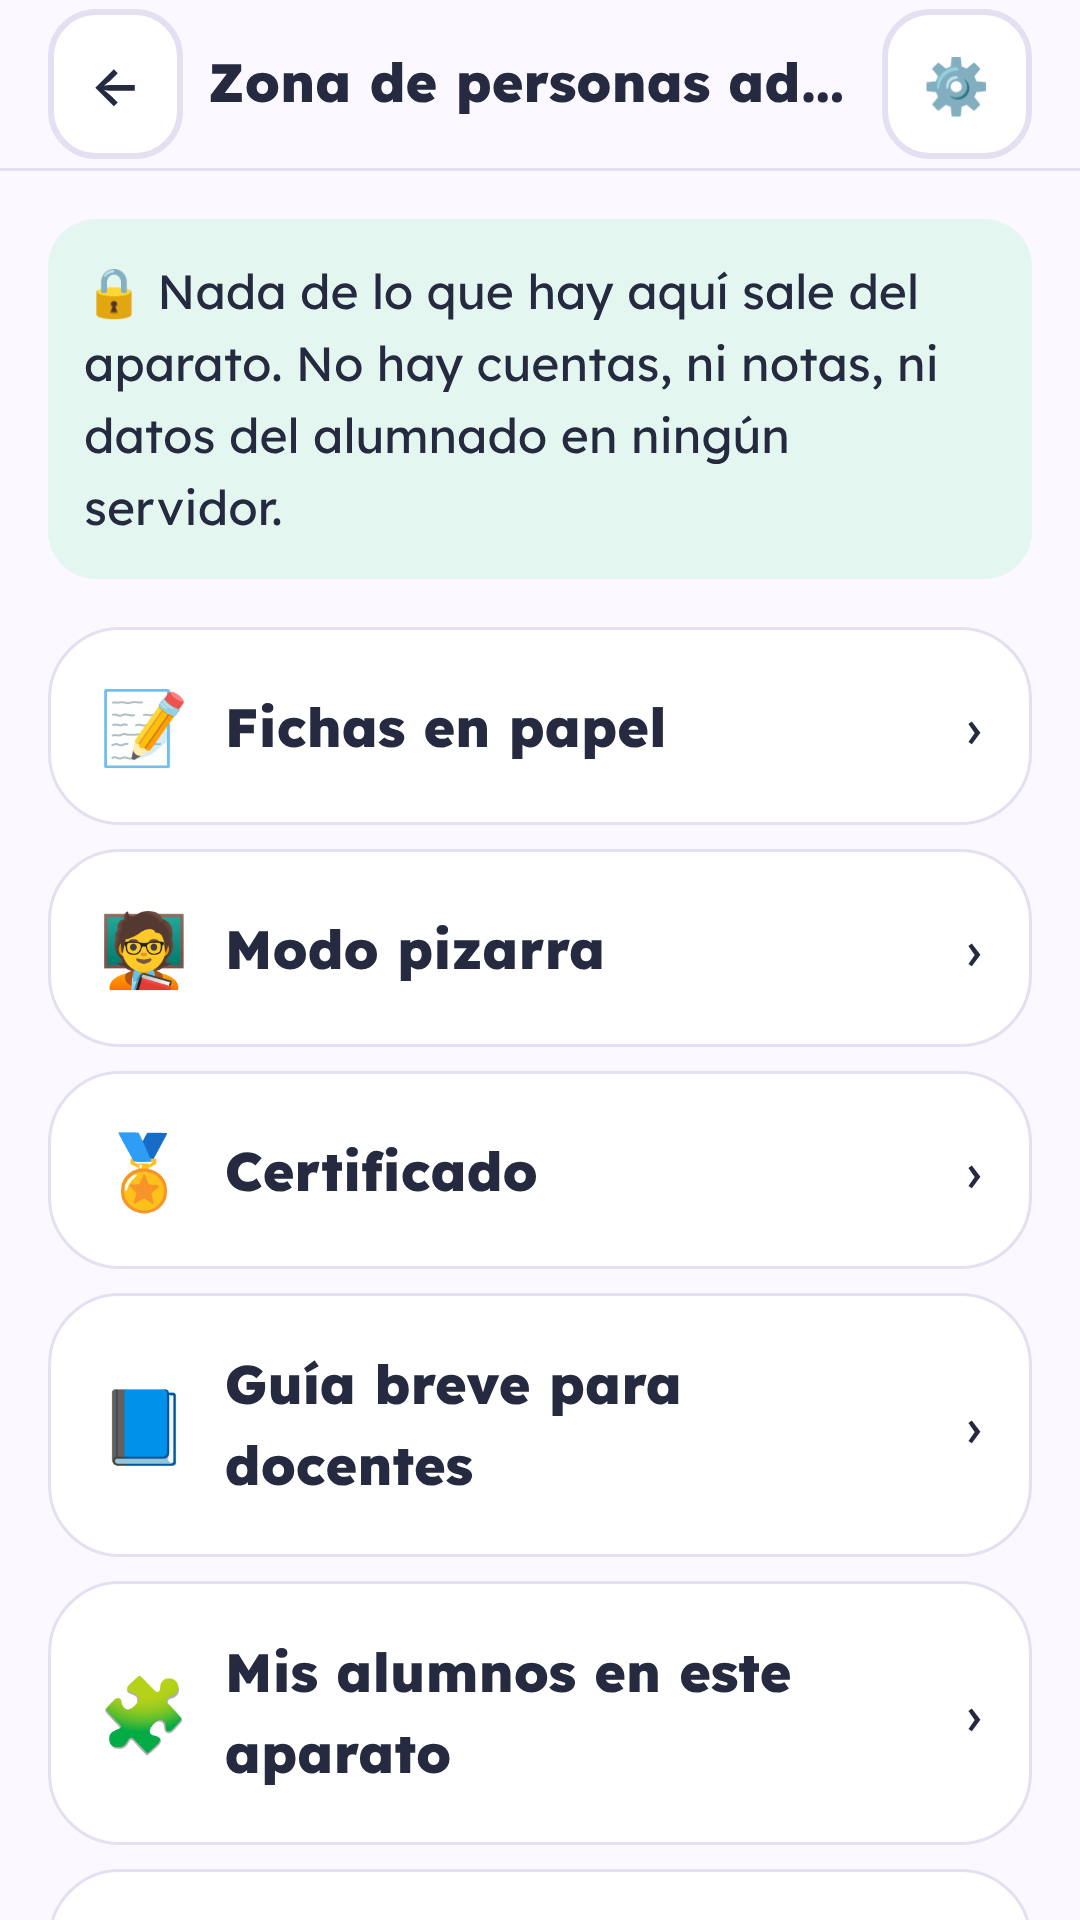 Zona de personas ad...
Nada de lo que hay aquí sale del
aparato. No hay cuentas, ni notas, ni
datos del alumnado en ningún
servidor.
Fichas en papel
Modo pizarra
Certificado
Guía breve para
docentes
Mis alumnos en este
aparato